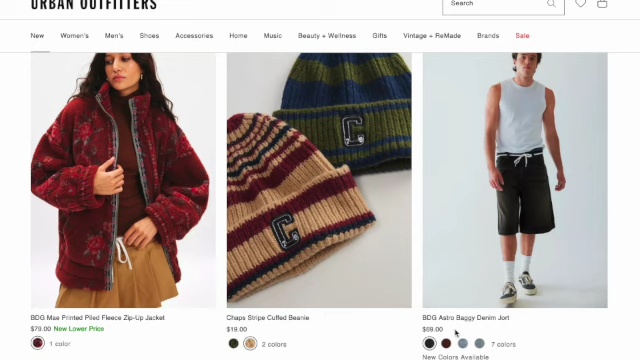 URBAN OUTFITTERS
Search
New Women's Men's Shoes Accessories Home Music Beauty + Wellness Gifts Vintage + ReMade Brands Sale
C
C
BDG Mae Printed Piled Fleece Zip-Up Jacket
$79.00 New Lower Price
1 color
Chaps Stripe Cuffed Beanie
$19.00
2 colors
BDG Astro Baggy Denim Jort
$69.00
7 colors
New Colors Available